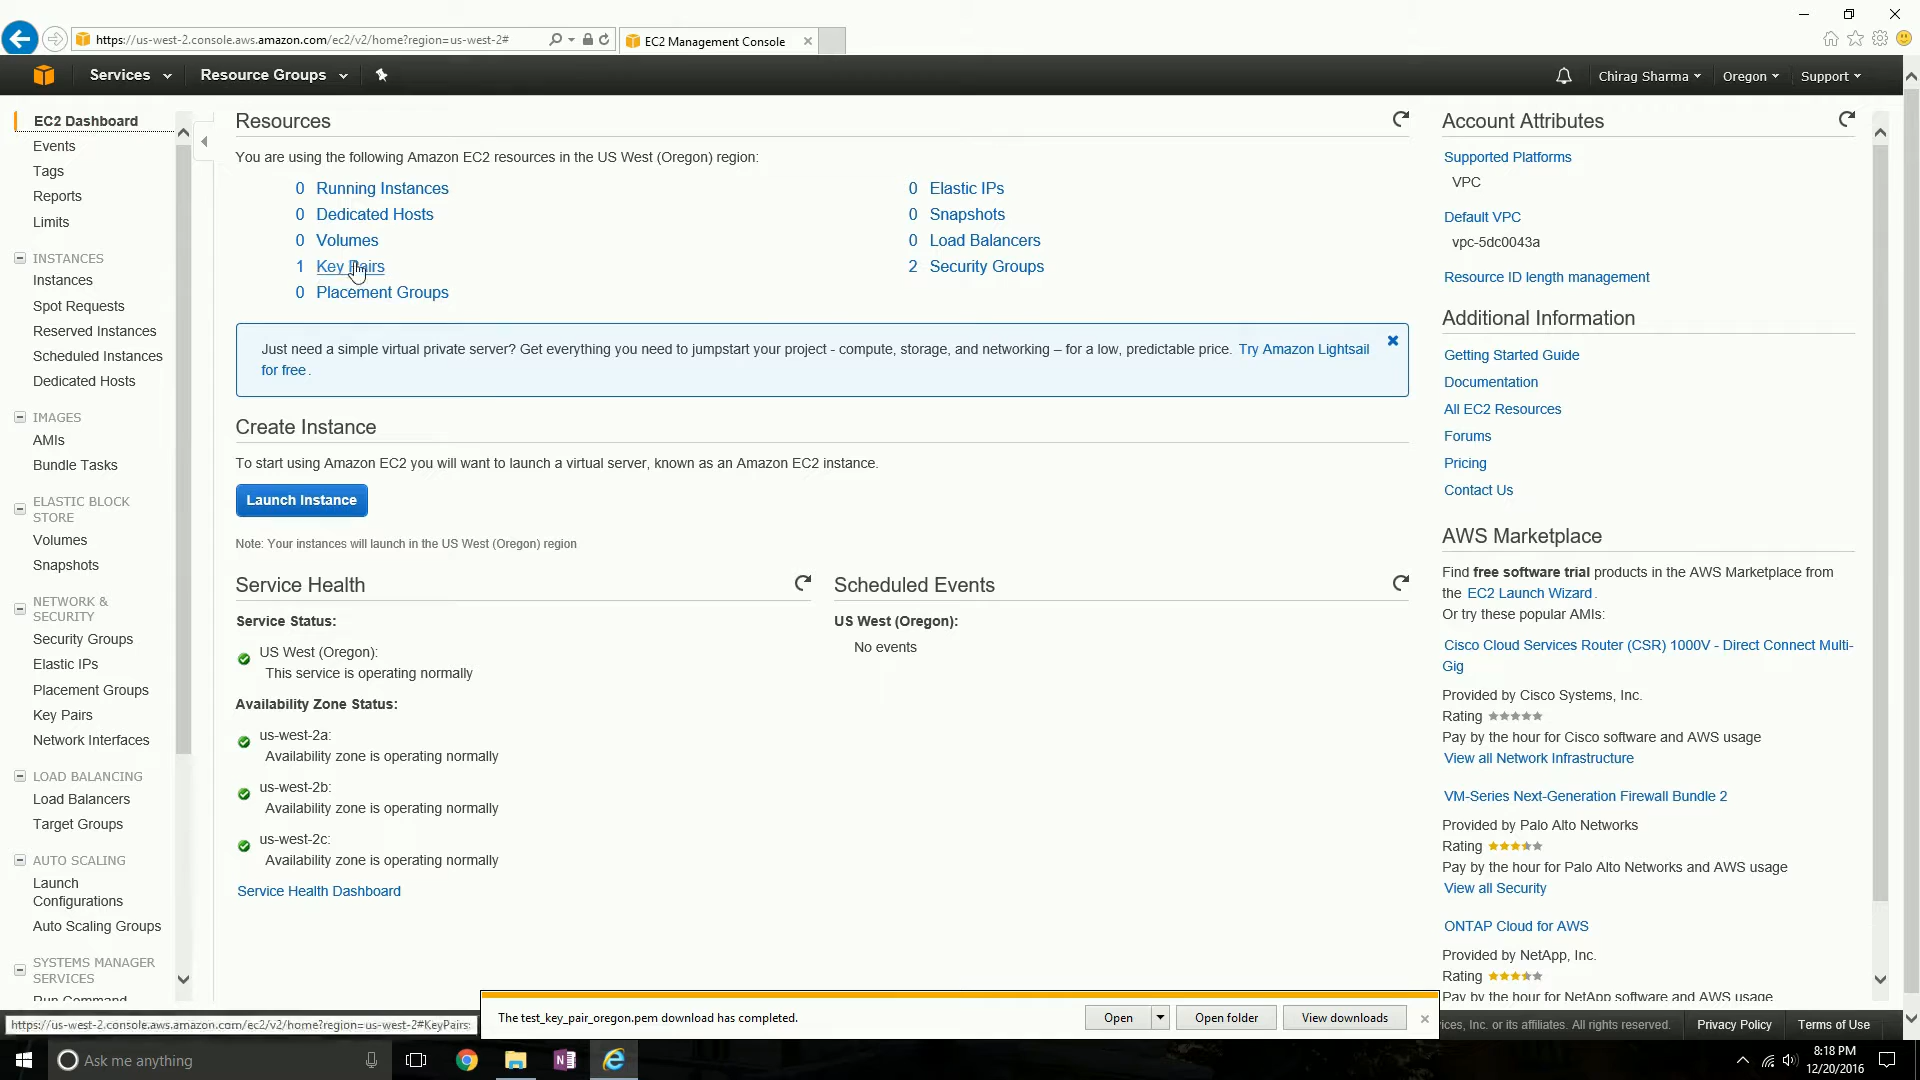 https://us-west-2.console.aws.amazon.com/ec2/v2/home?region=us-west-2#
EC2 Management Console
Services
Resource Groups
Chirag Sharma
Oregon
Support
EC2 Dashboard
Events
Tags
Reports
Limits
INSTANCES
Instances
Spot Requests
Reserved Instances
Scheduled Instances
Dedicated Hosts
IMAGES
AMIs
Bundle Tasks
ELASTIC BLOCK
STORE
Volumes
Snapshots
NETWORK &
SECURITY
Security Groups
Elastic IPs
Placement Groups
Key Pairs
Network Interfaces
LOAD BALANCING
Load Balancers
Target Groups
AUTO SCALING
Launch
Configurations
Auto Scaling Groups
SYSTEMS MANAGER
SERVICES
Run Command
Resources
You are using the following Amazon EC2 resources in the US West (Oregon) region:
0 Running Instances
0 Dedicated Hosts
0 Volumes
1 Key Pairs
0 Placement Groups
0 Elastic IPs
0 Snapshots
0 Load Balancers
2 Security Groups
Just need a simple virtual private server? Get everything you need to jumpstart your project - compute, storage, and networking – for a low, predictable price. Try Amazon Lightsail
for free.
Create Instance
To start using Amazon EC2 you will want to launch a virtual server, known as an Amazon EC2 instance.
Launch Instance
Note: Your instances will launch in the US West (Oregon) region
Service Health
Service Status:
US West (Oregon):
This service is operating normally
Availability Zone Status:
us-west-2a:
Availability zone is operating normally
us-west-2b:
Availability zone is operating normally
us-west-2c:
Availability zone is operating normally
Service Health Dashboard
Scheduled Events
US West (Oregon):
No events
Account Attributes
Supported Platforms
VPC
Default VPC
vpc-5dc0043a
Resource ID length management
Additional Information
Getting Started Guide
Documentation
All EC2 Resources
Forums
Pricing
Contact Us
AWS Marketplace
Find free software trial products in the AWS Marketplace from
the EC2 Launch Wizard.
Or try these popular AMIs:
Cisco Cloud Services Router (CSR) 1000V - Direct Connect Multi-
Gig
Provided by Cisco Systems, Inc.
Rating
Pay by the hour for Cisco software and AWS usage
View all Network Infrastructure
VM-Series Next-Generation Firewall Bundle 2
Provided by Palo Alto Networks
Rating
Pay by the hour for Palo Alto Networks and AWS usage
View all Security
ONTAP Cloud for AWS
Provided by NetApp, Inc.
Rating
Pay by the hour for NetApp software and AWS usage
https://us-west-2.console.aws.amazon.com/ec2/v2/home?region=us-west-2#KeyPairs:
The test_key_pair_oregon.pem download has completed.
Open
Open folder
View downloads
ices, Inc. or its affiliates. All rights reserved.
Privacy Policy
Terms of Use
Ask me anything
8:18 PM
12/20/2016